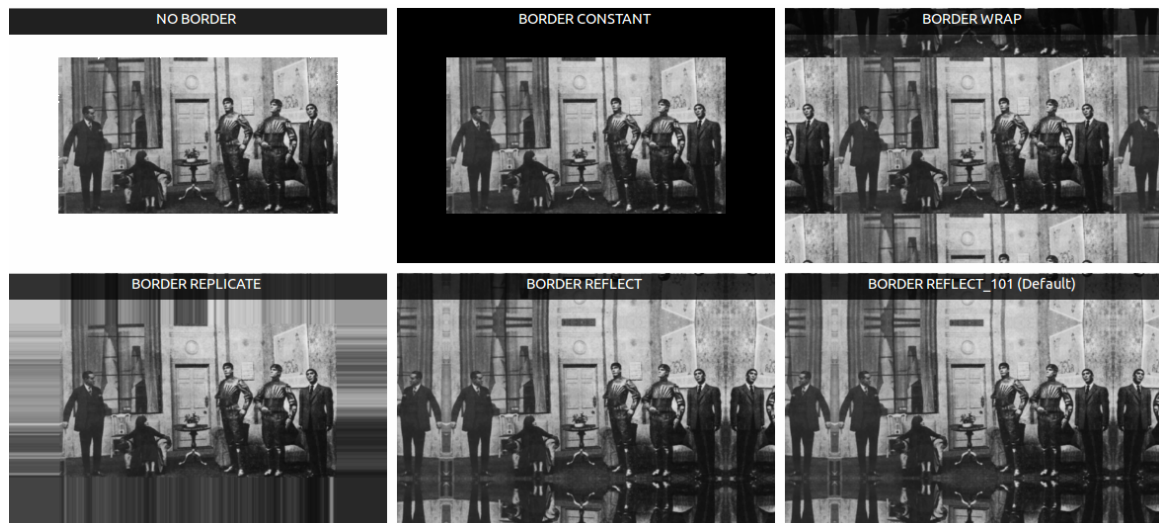 NO BORDER
BORDER CONSTANT
BORDER WRAP
BORDER REPLICATE
BORDER REFLECT
BORDER REFLECT_101 (Default)